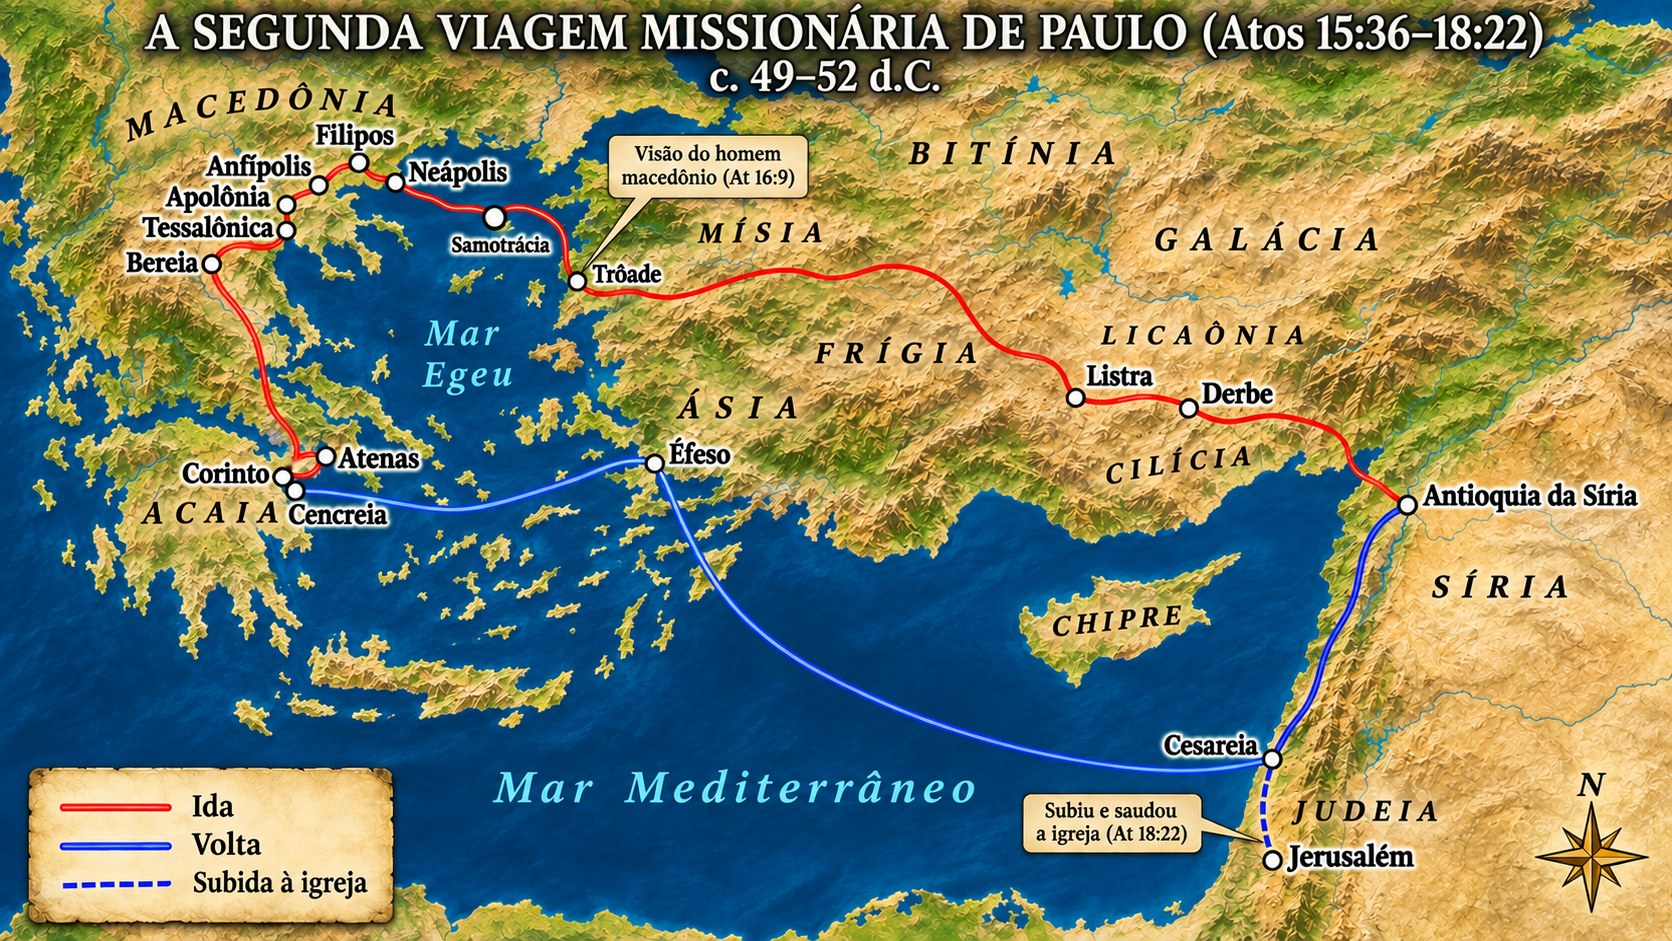 A SEGUNDA VIAGEM MISSIONÁRIA DE PAULO (Atos 15:36–18:22)
c. 49–52 d.C.
MACEDÔNIA
Filipos
Anfípolis
Neápolis
Apolônia
Tessalônica
Bereia
Samotrácia
Visão do homem
macedônio (At 16:9)
Trôade
BITÍNIA
MÍSIA
GALÁCIA
Mar
Egeu
FRÍGIA
LICAÔNIA
Listra
Derbe
ÁSIA
Éfeso
CILÍCIA
Atenas
Corinto
ACAIA
Cencreia
Antioquia da Síria
SÍRIA
CHIPRE
Cesareia
Mar Mediterrâneo
Subiu e saudou
a igreja (At 18:22)
JUDEIA
Jerusalém
N
Ida
Volta
Subida à igreja